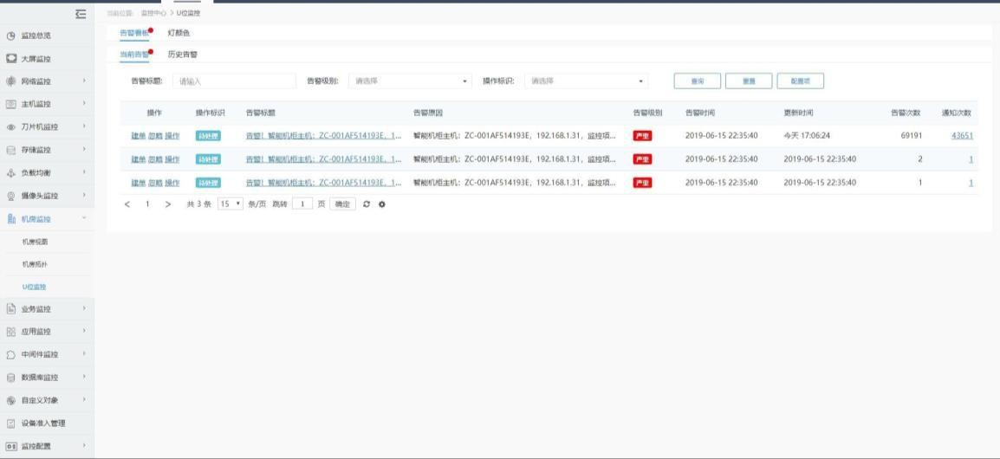 当前位置: 监控中心 > U位监控
监控总览
大屏监控
网络监控
主机监控
刀片机监控
存储监控
负载均衡
摄像头监控
机房监控
机房视图
机房拓扑
U位监控
业务监控
应用监控
中间件监控
数据库监控
自定义对象
设备准入管理
监控配置
告警看板 灯颜色
当前告警 历史告警
告警标题: 请输入 告警级别: 请选择 操作标识: 请选择 查询 重置 配置项
操作 操作标识 告警标题 告警原因 告警级别 告警时间 更新时间 告警次数 通知次数
建单 忽略 操作 待处理 告警! 智能机柜主机: ZC-001AF514193E, 1... 智能机柜主机: ZC-001AF514193E, 192.168.1.31, 监控项... 严重 2019-06-15 22:35:40 今天 17:06:24 69191 43651
建单 忽略 操作 待处理 告警! 智能机柜主机: ZC-001AF514193E, 1... 智能机柜主机: ZC-001AF514193E, 192.168.1.31, 监控项... 严重 2019-06-15 22:35:40 2019-06-15 22:35:40 2 1
建单 忽略 操作 待处理 告警! 智能机柜主机: ZC-001AF514193E, 1... 智能机柜主机: ZC-001AF514193E, 192.168.1.31, 监控项... 严重 2019-06-15 22:35:40 2019-06-15 22:35:40 1 1
< 1 > 共 3 条 15 条/页 跳转 1 页 确定